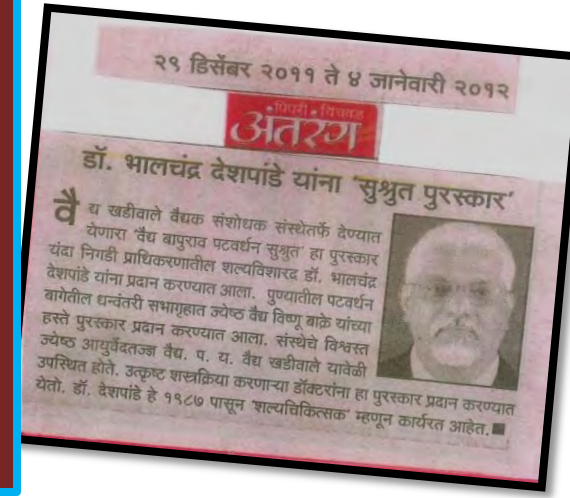 २९ डिसेंबर २०११ ते ४ जानेवारी २०१२
पिंपरी चिंचवड
अंतरंग
डॉ. भालचंद्र देशपांडे यांना 'सुश्रुत पुरस्कार'
वैद्य खडीवाले वैद्यक संशोधक संस्थेतर्फे देण्यात
येणारा 'वैद्य बापुराव पटवर्धन सुश्रुत' हा पुरस्कार
यंदा निगडी प्राधिकरणातील शल्यविशारद डॉ. भालचंद्र
देशपांडे यांना प्रदान करण्यात आला. पुण्यातील पटवर्धन
बागेतील धन्वंतरी सभागृहात ज्येष्ठ वैद्य विष्णू बाक्रे यांच्या
हस्ते पुरस्कार प्रदान करण्यात आला. संस्थेचे विश्वस्त
ज्येष्ठ आयुर्वेदतज्ज्ञ वैद्य. प. य. वैद्य खडीवाले यावेळी
उपस्थित होते. उत्कृष्ट शस्त्रक्रिया करणाऱ्या डॉक्टरांना हा पुरस्कार प्रदान करण्यात
येतो. डॉ. देशपांडे हे १९८७ पासून 'शल्यचिकित्सक' म्हणून कार्यरत आहेत.